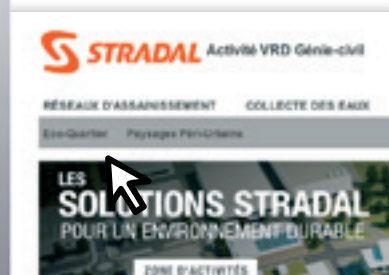 STRADAL Activité VRD Génie-civil
RÉSEAUX D'ASSAINISSEMENT COLLECTE DES EAUX
Eco-Quartier Paysages Péri-Urbains
LES
SOLUTIONS STRADAL
POUR UN ENVIRONNEMENT DURABLE
ZONE D'ACTIVITÉS